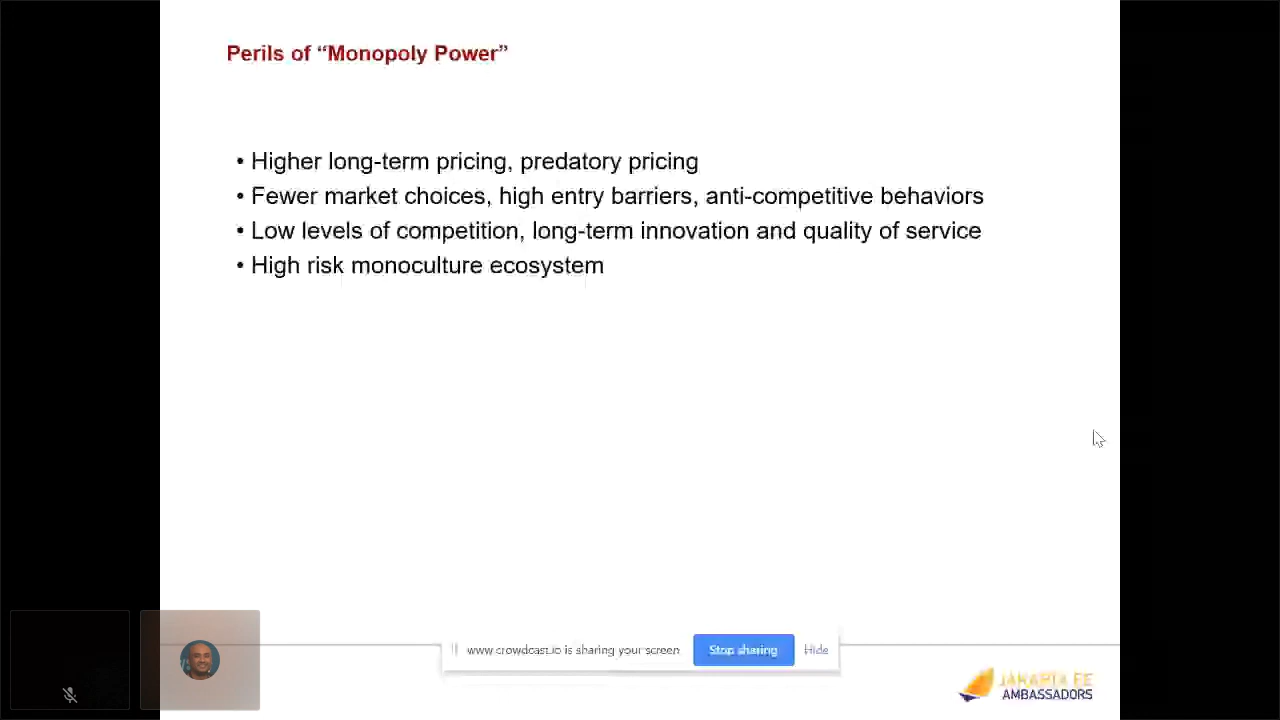 Perils of “Monopoly Power”
• Higher long-term pricing, predatory pricing
• Fewer market choices, high entry barriers, anti-competitive behaviors
• Low levels of competition, long-term innovation and quality of service
• High risk monoculture ecosystem
www.crowdcast.io is sharing your screen
Stop sharing
Hide
JAKARTA EE
AMBASSADORS